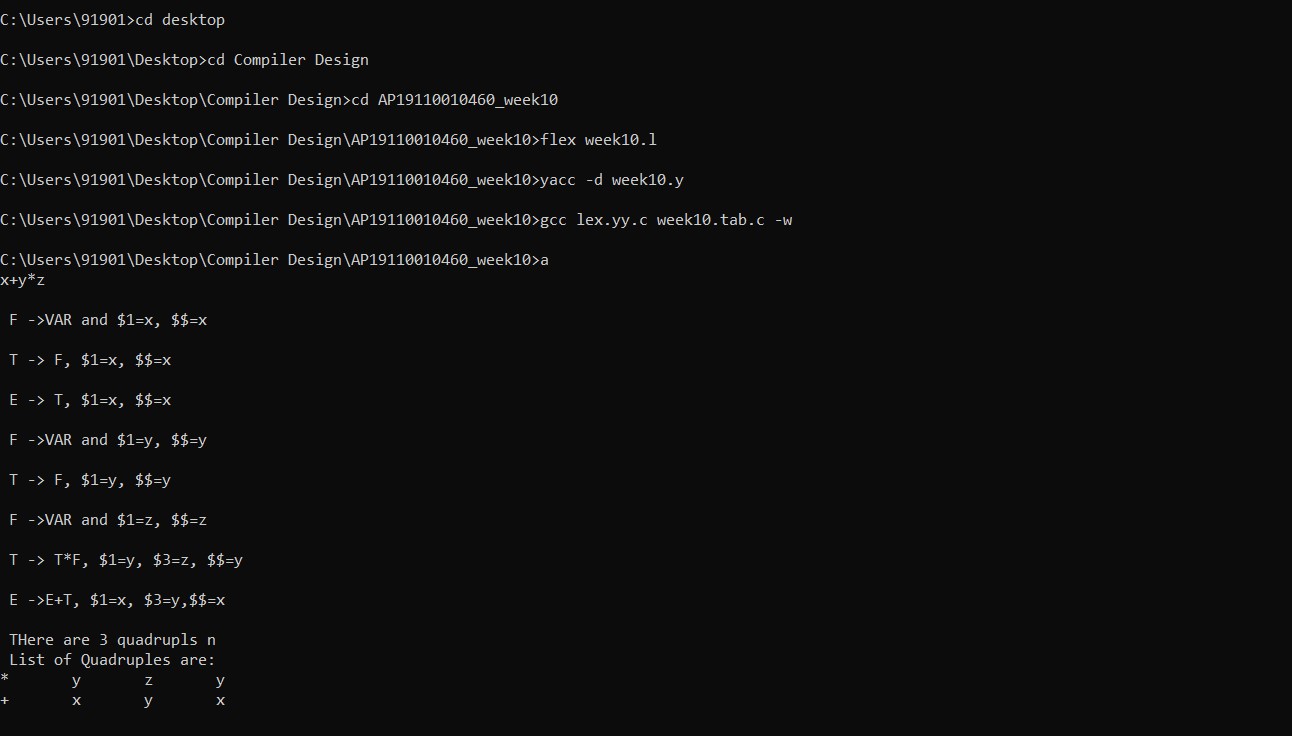 C:\Users\91901>cd desktop
C:\Users\91901\Desktop>cd Compiler Design
C:\Users\91901\Desktop\Compiler Design>cd AP19110010460_week10
C:\Users\91901\Desktop\Compiler Design\AP19110010460_week10>flex week10.l
C:\Users\91901\Desktop\Compiler Design\AP19110010460_week10>yacc -d week10.y
C:\Users\91901\Desktop\Compiler Design\AP19110010460_week10>gcc lex.yy.c week10.tab.c -w
C:\Users\91901\Desktop\Compiler Design\AP19110010460_week10>a
x+y*z
F ->VAR and $1=x, $$=x
T -> F, $1=x, $$=x
E -> T, $1=x, $$=x
F ->VAR and $1=y, $$=y
T -> F, $1=y, $$=y
F ->VAR and $1=z, $$=z
T -> T*F, $1=y, $3=z, $$=y
E ->E+T, $1=x, $3=y,$$=x
THere are 3 quadrupls n
List of Quadruples are:
*       y       z       y
+       x       y       x